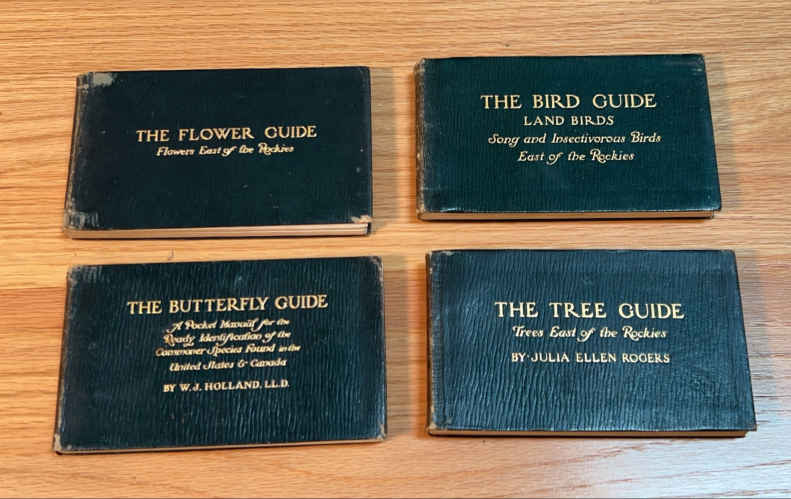 THE FLOWER GUIDE
Flowers East of the Rockies
THE BIRD GUIDE
LAND BIRDS
Song and Insectivorous Birds
East of the Rockies
THE BUTTERFLY GUIDE
A Pocket Manual for the
Ready Identification of the
Commoner Species Found in the
United States & Canada
BY W. J. HOLLAND, LL.D.
THE TREE GUIDE
Trees East of the Rockies
BY JULIA ELLEN ROGERS